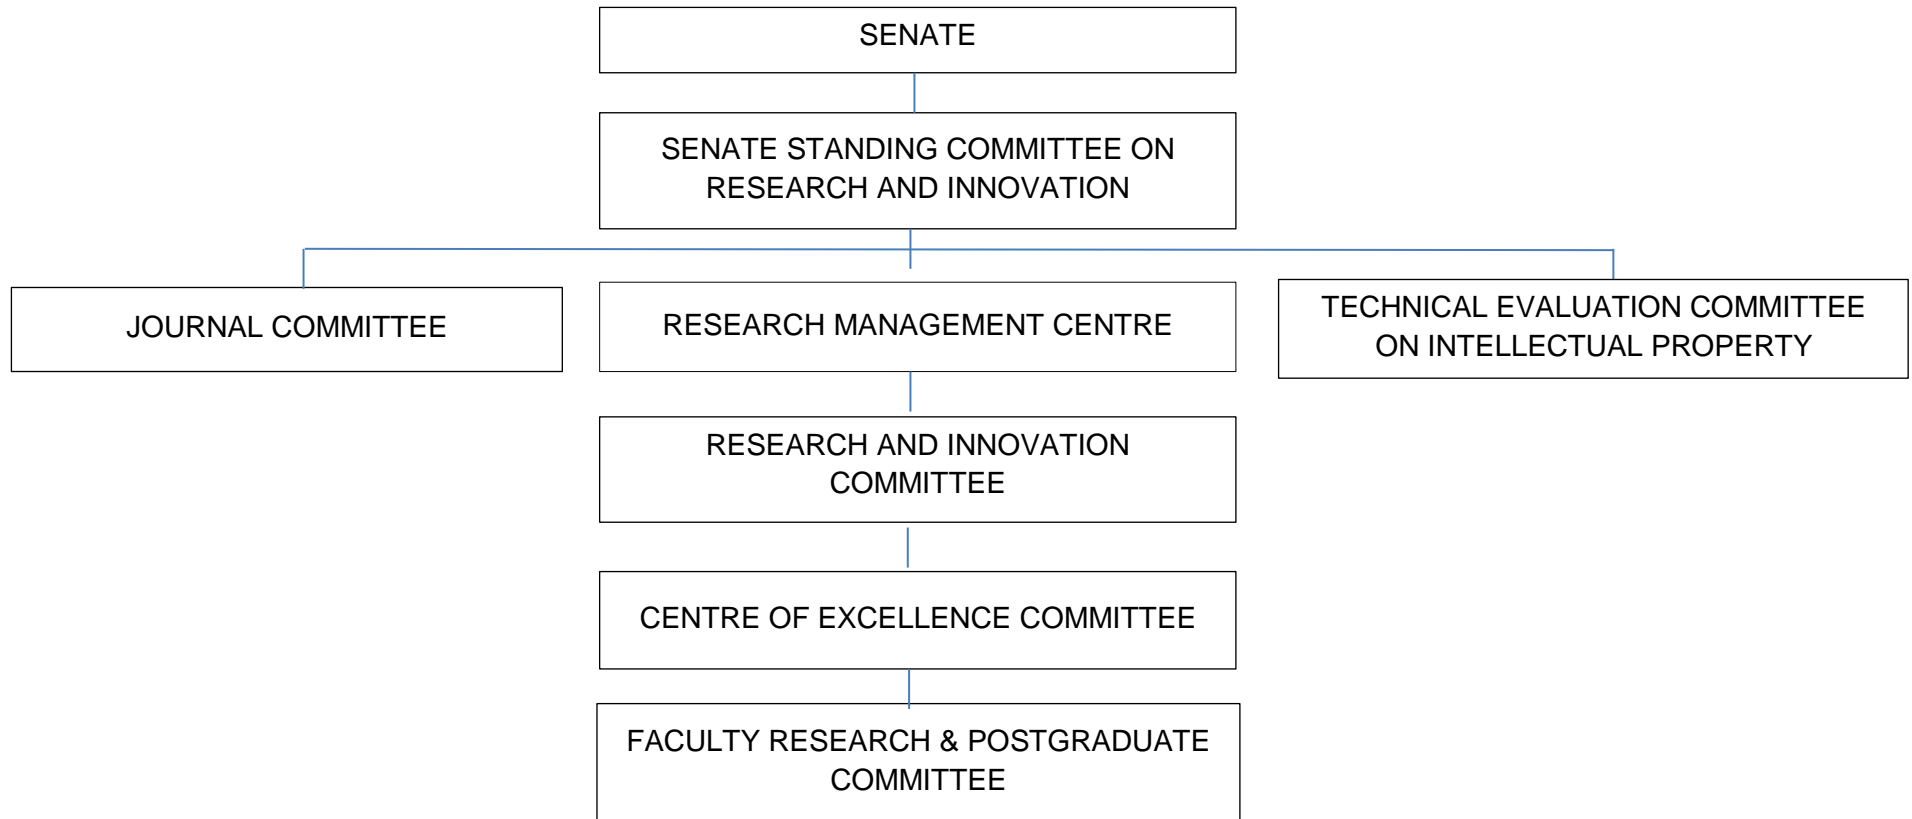 SENATE
SENATE STANDING COMMITTEE ON
RESEARCH AND INNOVATION
JOURNAL COMMITTEE
RESEARCH MANAGEMENT CENTRE
TECHNICAL EVALUATION COMMITTEE
ON INTELLECTUAL PROPERTY
RESEARCH AND INNOVATION
COMMITTEE
CENTRE OF EXCELLENCE COMMITTEE
FACULTY RESEARCH & POSTGRADUATE
COMMITTEE